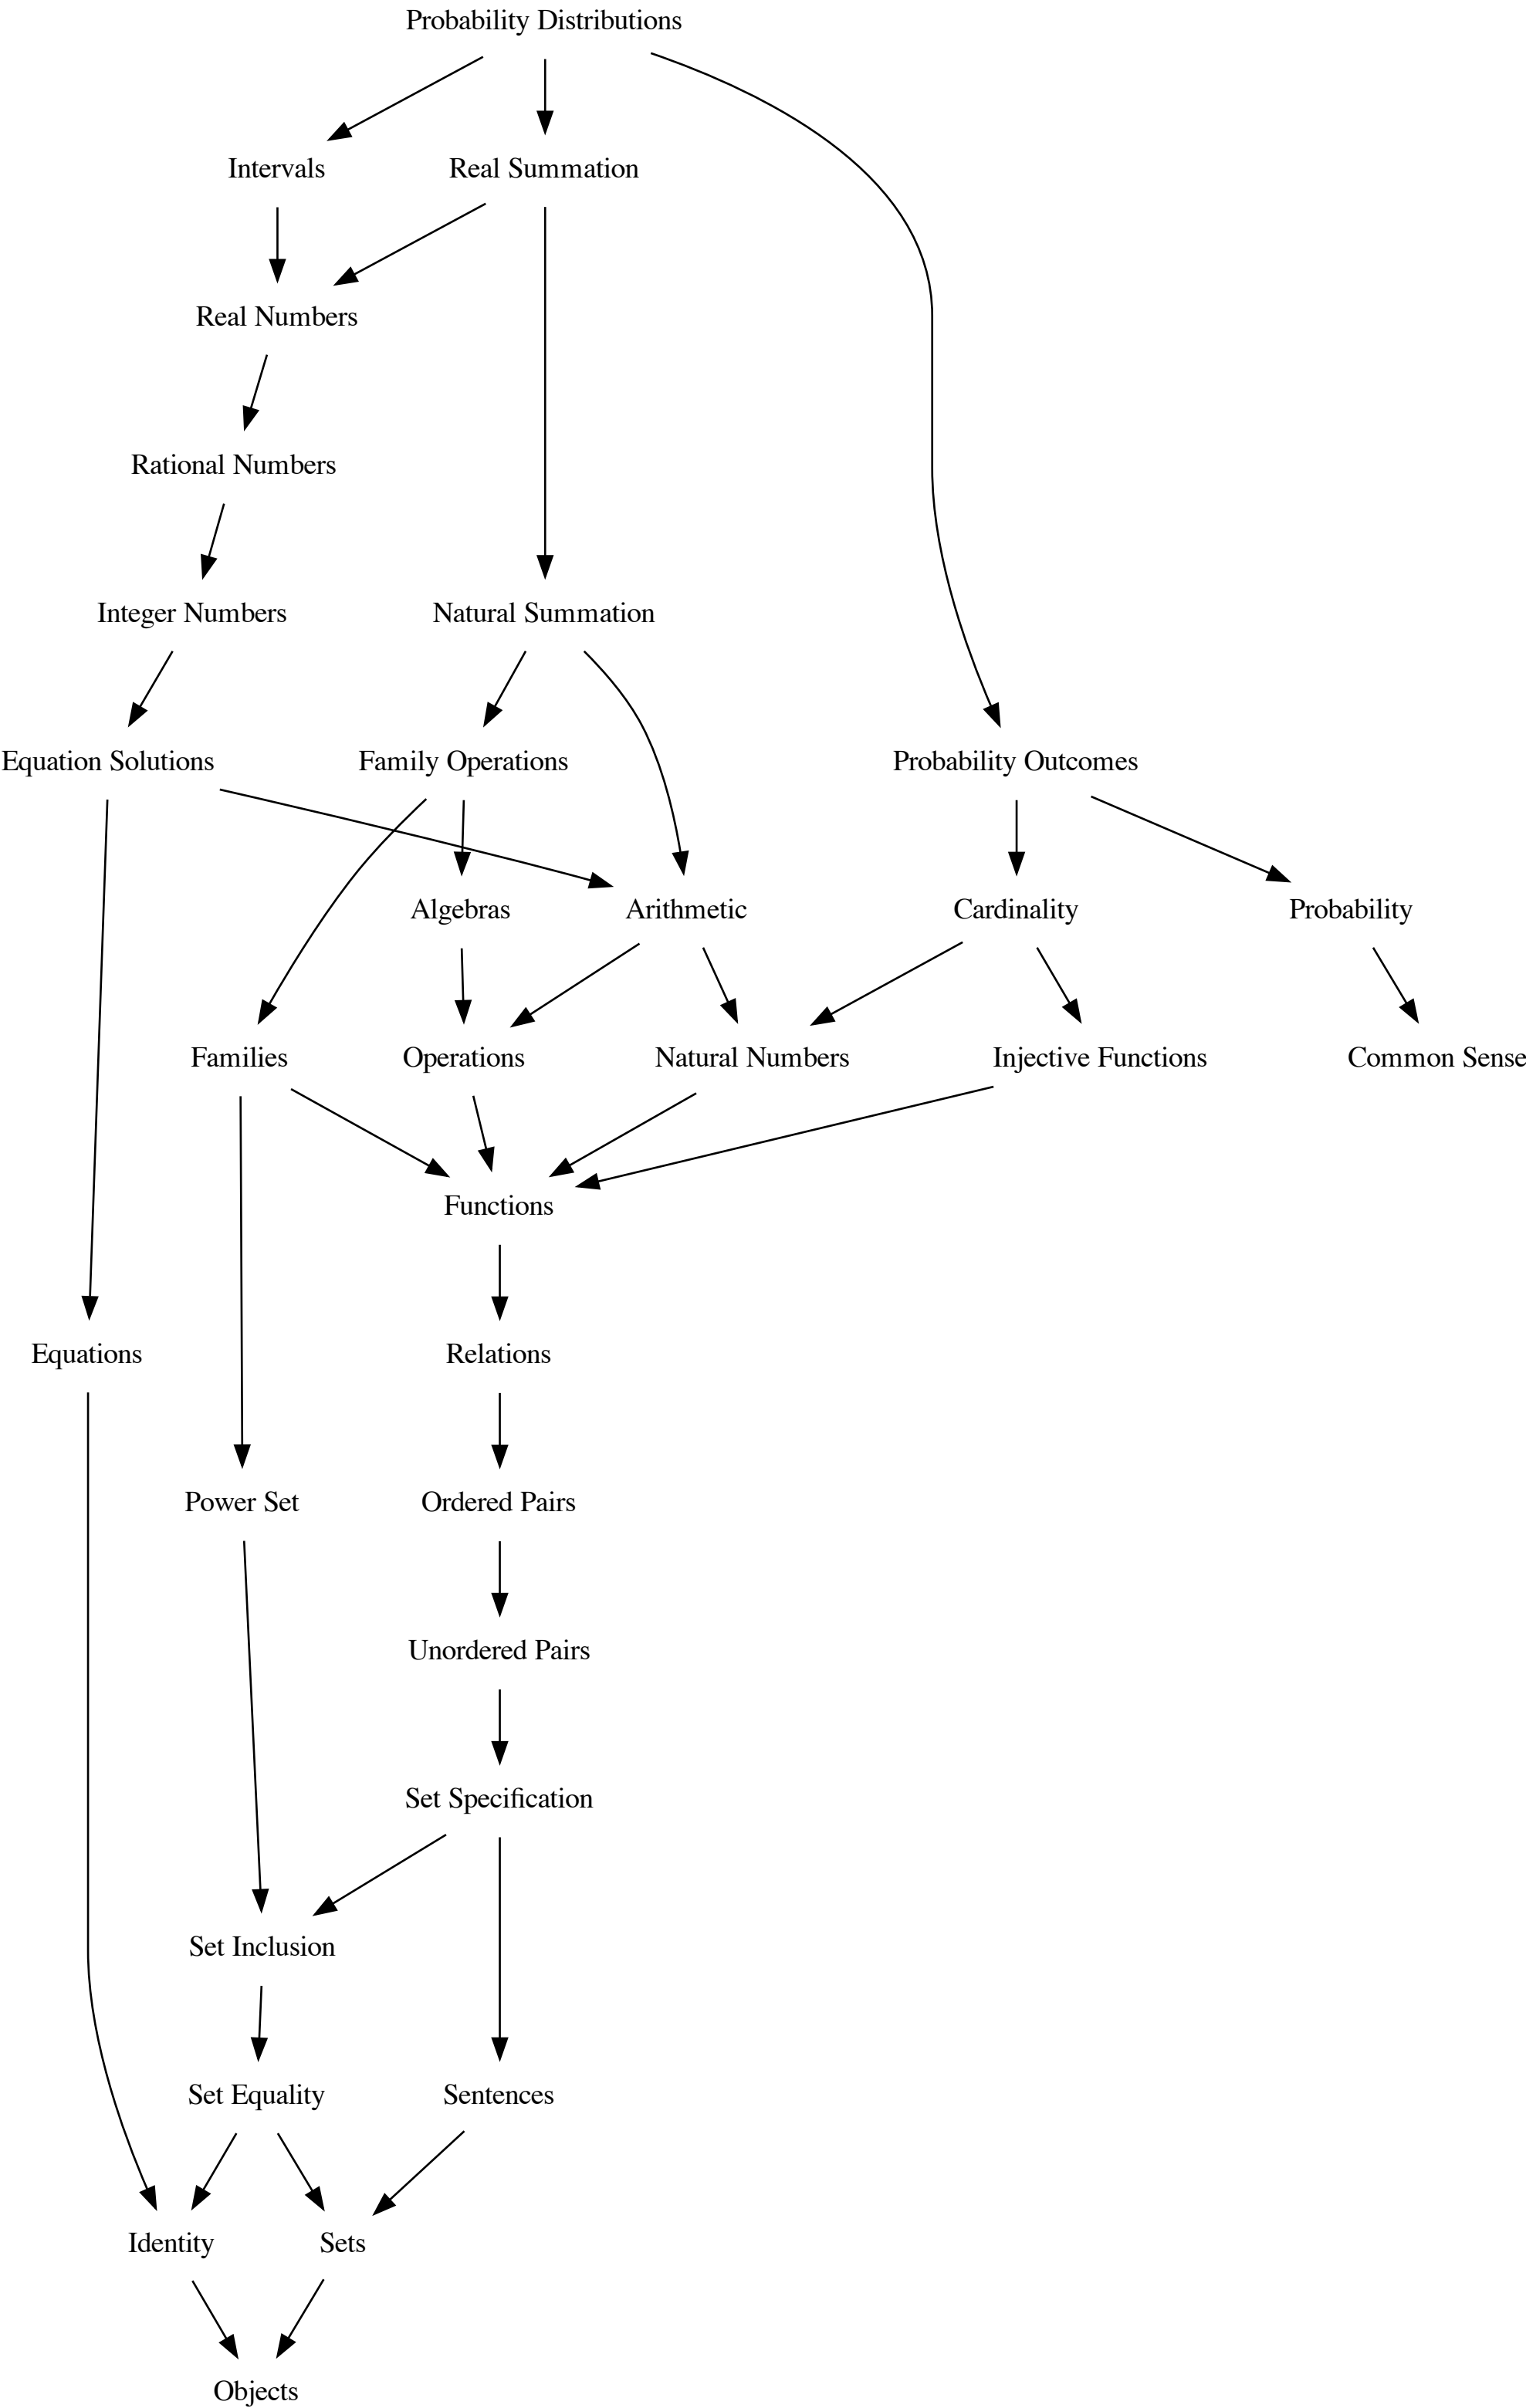 Probability Distributions
Intervals
Real Summation
Real Numbers
Rational Numbers
Integer Numbers
Natural Summation
Equation Solutions
Family Operations
Probability Outcomes
Algebras
Arithmetic
Cardinality
Probability
Families
Operations
Natural Numbers
Injective Functions
Common Sense
Functions
Equations
Relations
Power Set
Ordered Pairs
Unordered Pairs
Set Specification
Set Inclusion
Set Equality
Sentences
Identity
Sets
Objects